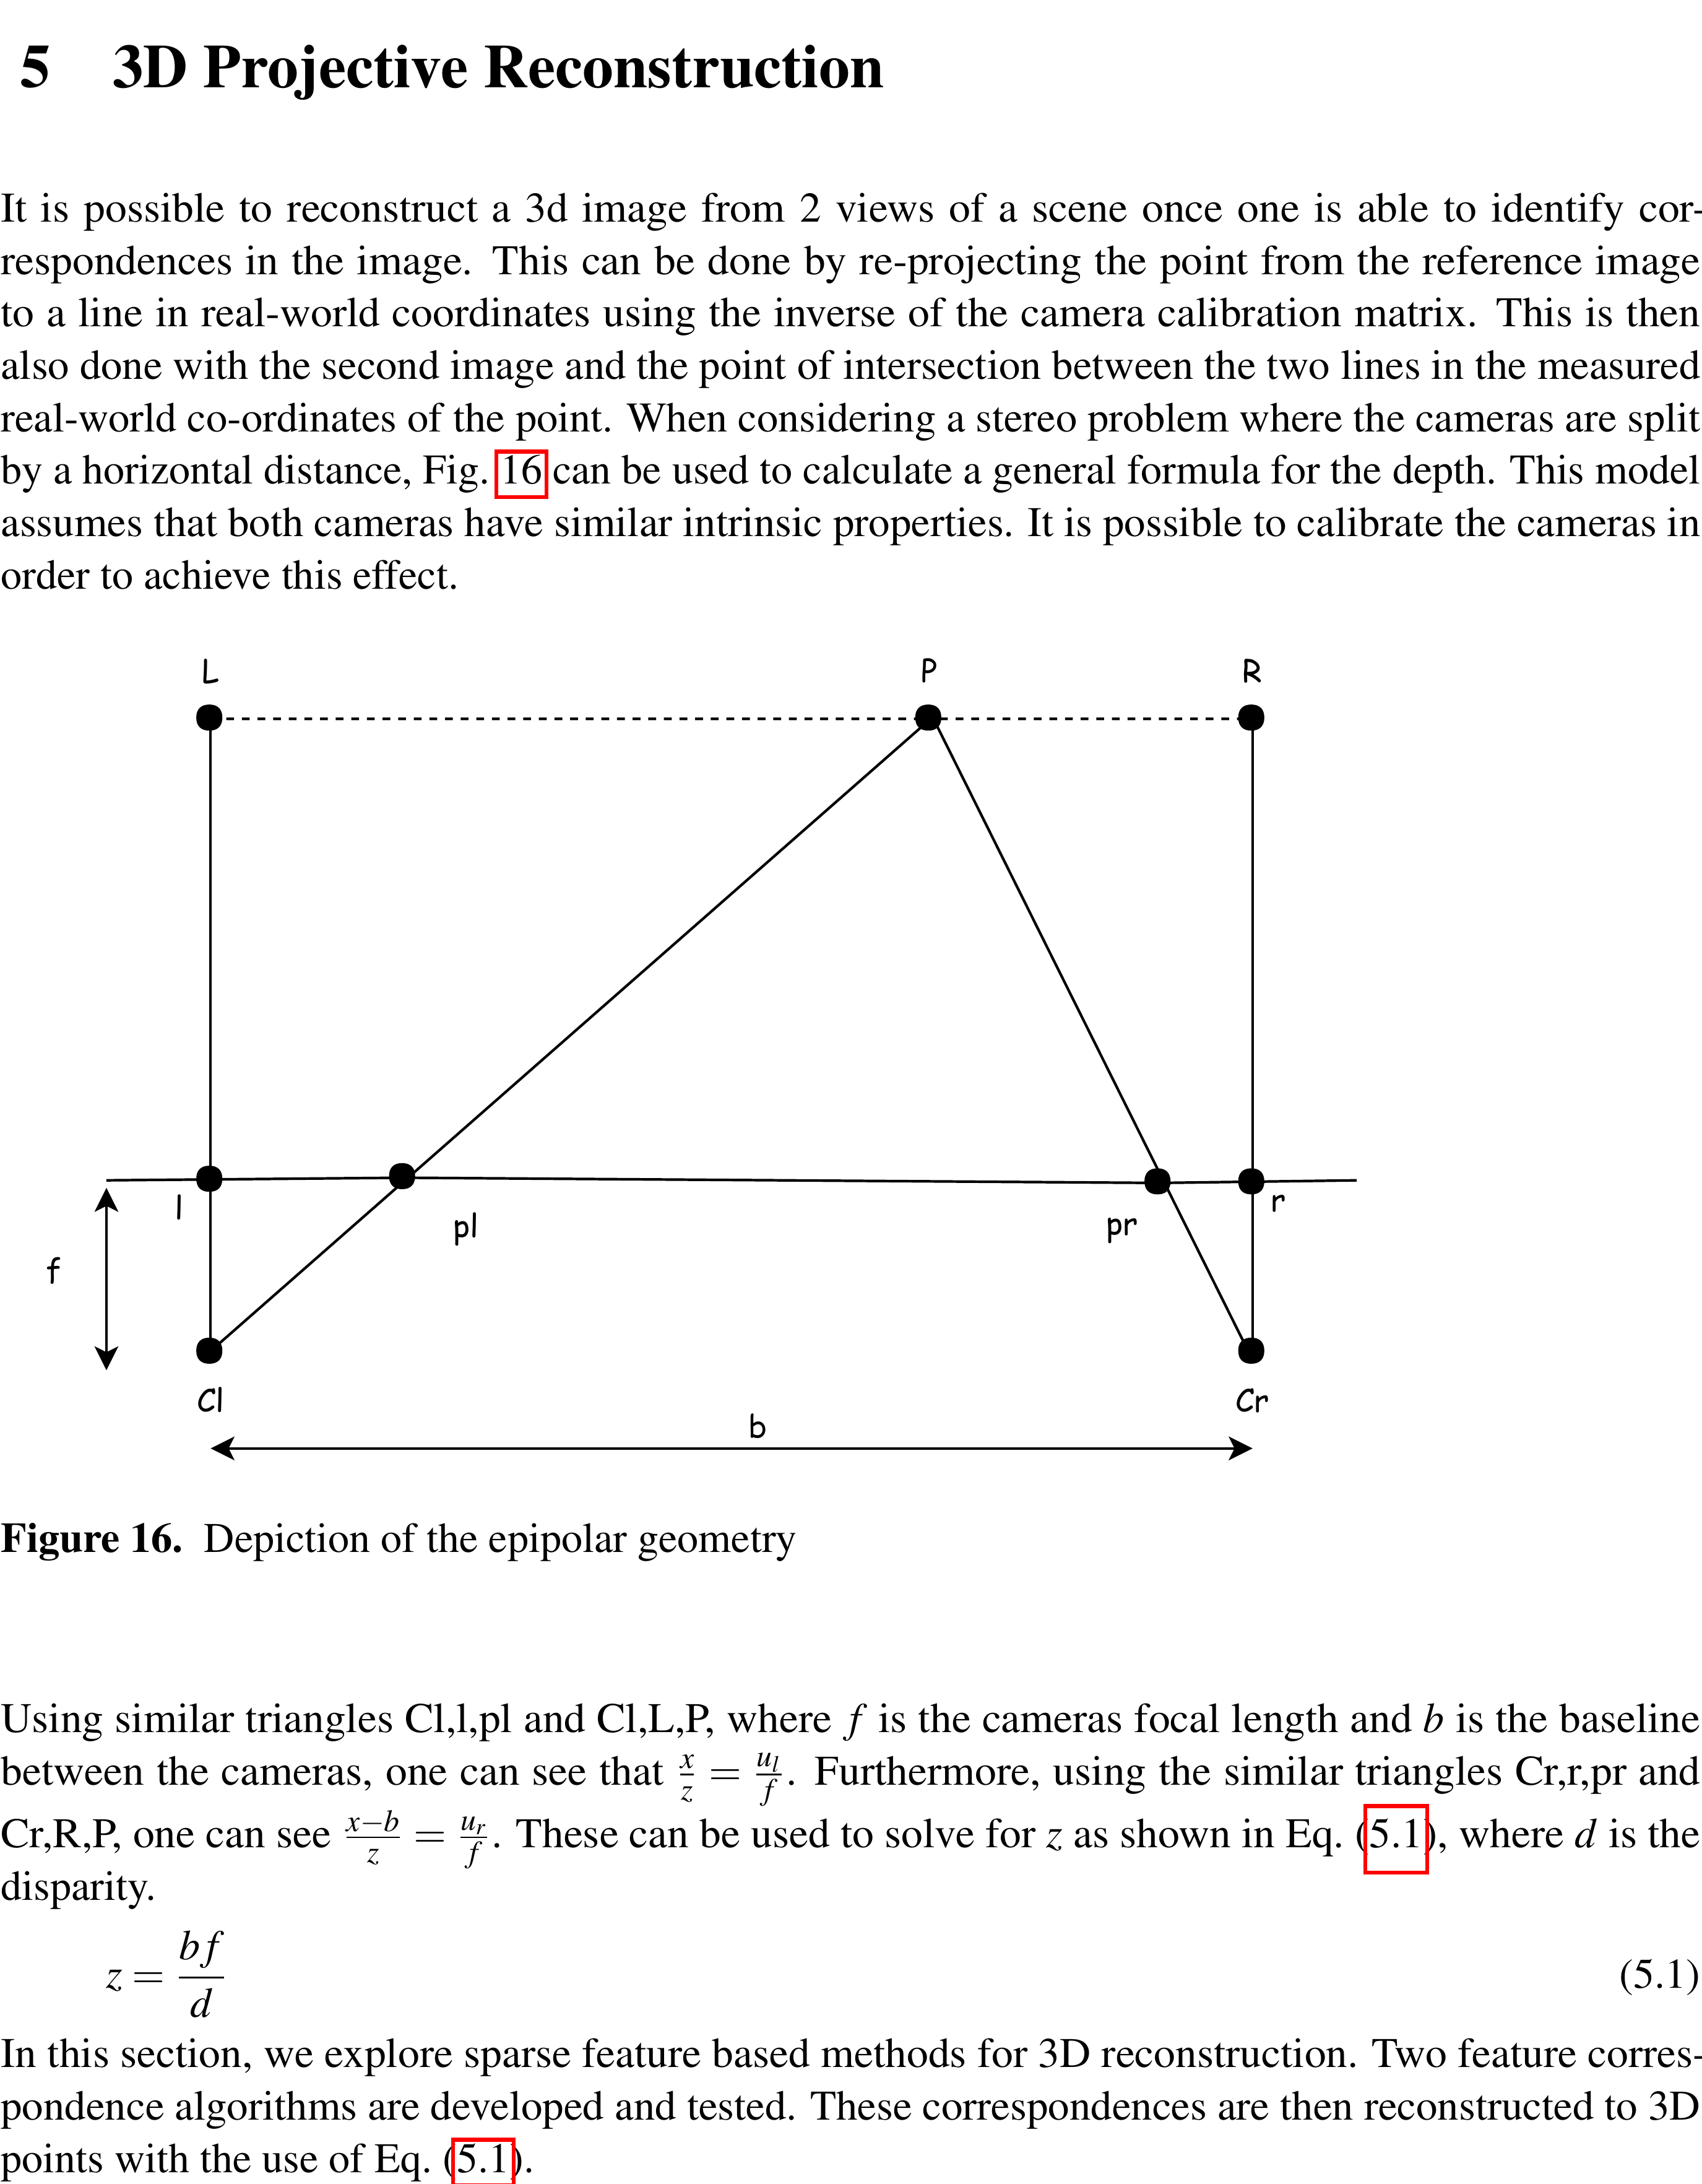 5 3D Projective Reconstruction
It is possible to reconstruct a 3d image from 2 views of a scene once one is able to identify cor-
respondences in the image. This can be done by re-projecting the point from the reference image
to a line in real-world coordinates using the inverse of the camera calibration matrix. This is then
also done with the second image and the point of intersection between the two lines in the measured
real-world co-ordinates of the point. When considering a stereo problem where the cameras are split
by a horizontal distance, Fig. 16 can be used to calculate a general formula for the depth. This model
assumes that both cameras have similar intrinsic properties. It is possible to calibrate the cameras in
order to achieve this effect.
L P R
l pl pr r
f
Cl Cr
b
Figure 16. Depiction of the epipolar geometry
Using similar triangles Cl,l,pl and Cl,L,P, where f is the cameras focal length and b is the baseline
between the cameras, one can see that x/z = u_l/f. Furthermore, using the similar triangles Cr,r,pr and
Cr,R,P, one can see x−b/z = u_r/f. These can be used to solve for z as shown in Eq. (5.1), where d is the
disparity.
z = bf/d (5.1)
In this section, we explore sparse feature based methods for 3D reconstruction. Two feature corres-
pondence algorithms are developed and tested. These correspondences are then reconstructed to 3D
points with the use of Eq. (5.1).